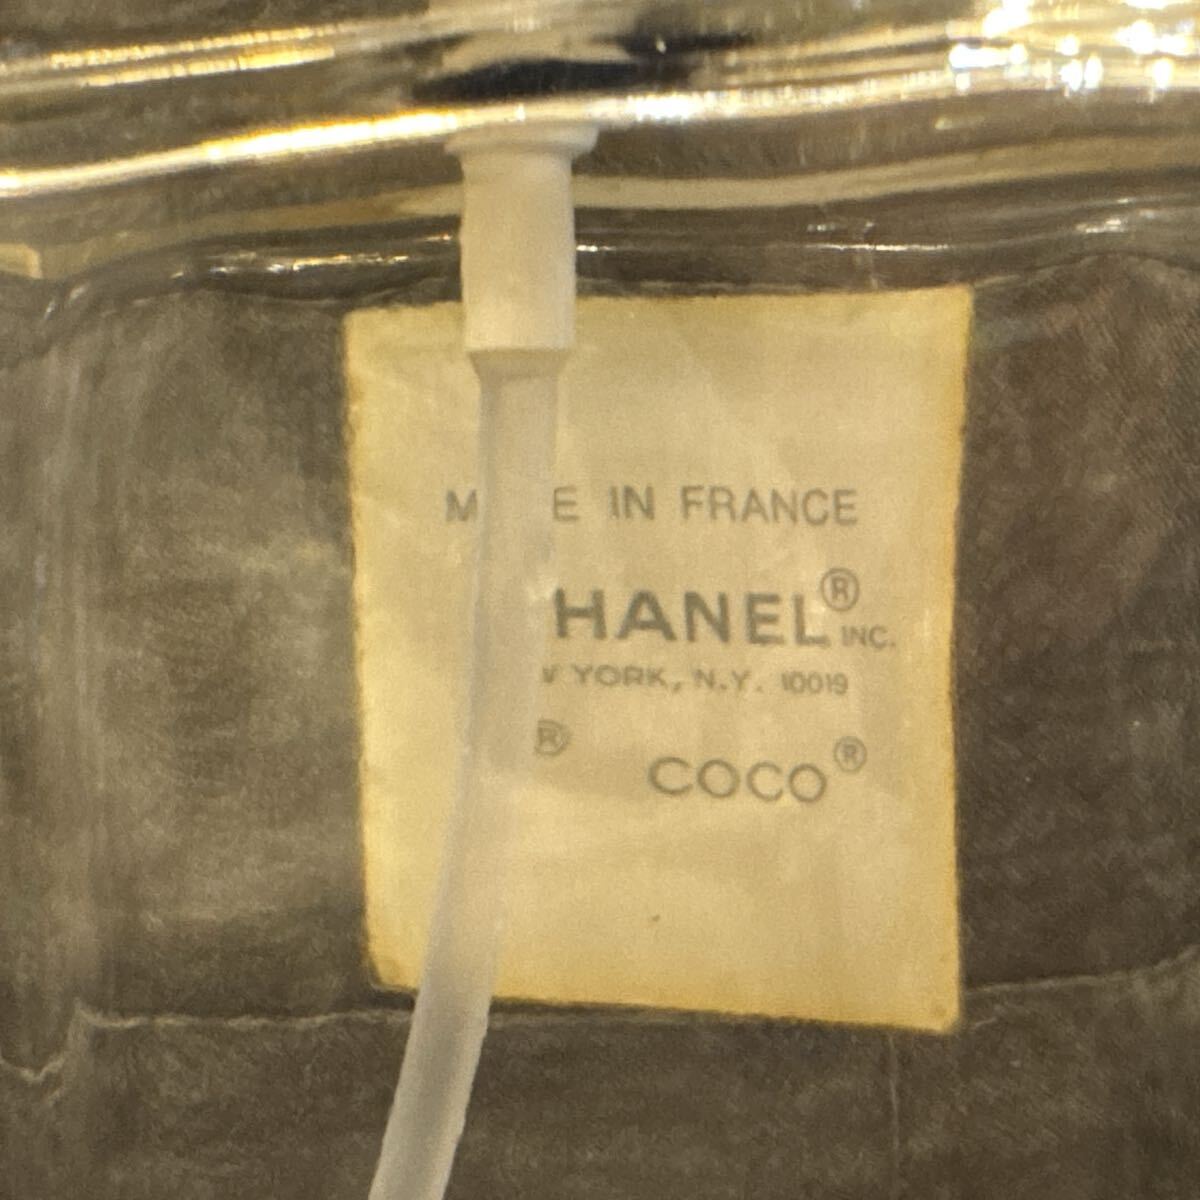 IN FRANCE
HANEL® INC.
YORK, N.Y. 10019
® COCO®